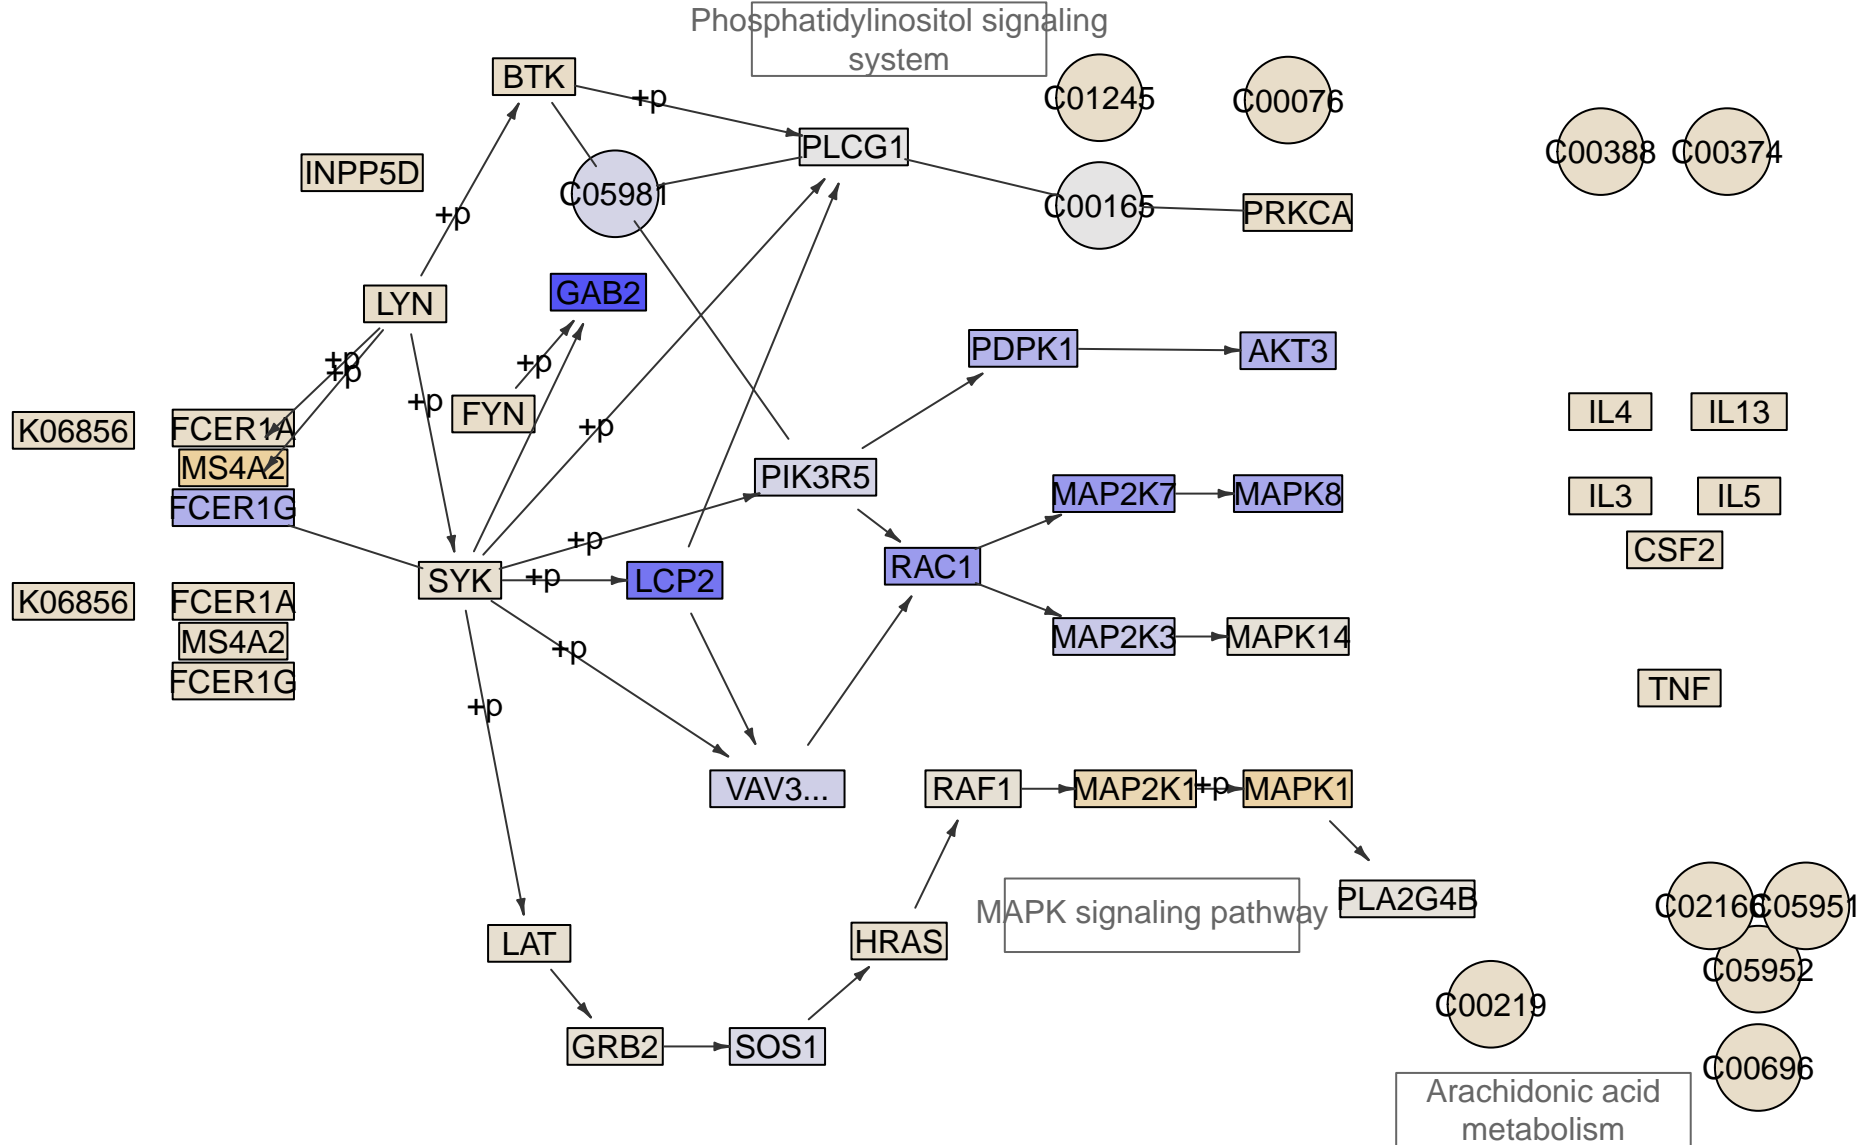 Phosphatidylinositol signaling
system
BTK
+p
C01245
C00076
PLCG1
C00388
C00374
INPP5D
C05981
C00165
PRKCA
+p
LYN
GAB2
PDPK1
AKT3
+p
+p
+p
+p
K06856
FCER1A
FYN
+p
IL4
IL13
MS4A2
PIK3R5
MAP2K7
MAPK8
IL3
IL5
FCER1G
+p
CSF2
SYK
+p
LCP2
RAC1
K06856
FCER1A
MS4A2
+p
MAP2K3
MAPK14
FCER1G
TNF
+p
VAV3...
RAF1
MAP2K1
+p
MAPK1
MAPK signaling pathway
PLA2G4B
C02166
C05951
LAT
HRAS
C05952
C00219
GRB2
SOS1
C00696
Arachidonic acid
metabolism